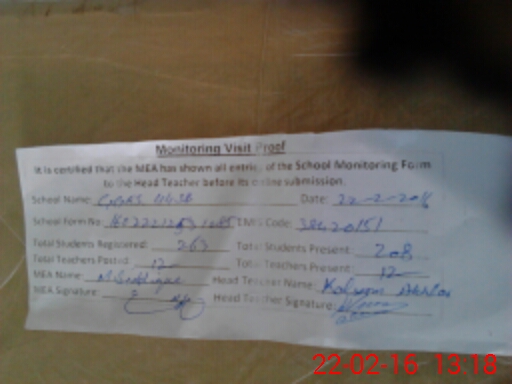 Monitoring Visit Proof
It is certified that the MEA has shown all entries of the School Monitoring Form
to the Head Teacher before its online submission.
School Name: Date: 22-2-2016
School Form No: EMIS Code: 38420151
Total Students Registered: 263 Total Students Present: 208
Total Teachers Posted: 12 Total Teachers Present: 12
MEA Name: Head Teacher Name: Akhtar
MEA Signature: Head Teacher Signature:
22-02-16 13:18